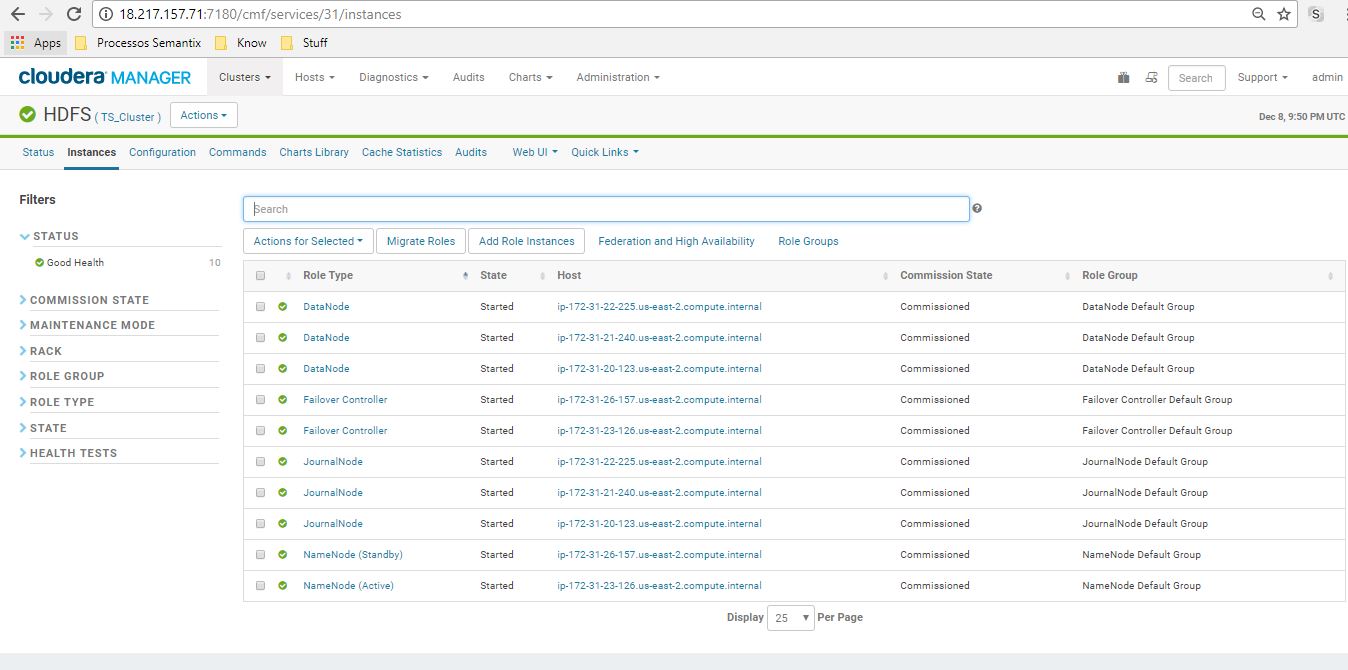 18.217.157.71:7180/cmf/services/31/instances S
Apps Processos Semantix Know Stuff
cloudera MANAGER Clusters Hosts Diagnostics Audits Charts Administration Search Support admin
HDFS ( TS_Cluster ) Actions Dec 8, 9:50 PM UTC
Status Instances Configuration Commands Charts Library Cache Statistics Audits Web UI Quick Links
Filters
Search ?
STATUS
Good Health 10
COMMISSION STATE
MAINTENANCE MODE
RACK
ROLE GROUP
ROLE TYPE
STATE
HEALTH TESTS
Actions for Selected Migrate Roles Add Role Instances Federation and High Availability Role Groups
Role Type State Host Commission State Role Group
DataNode Started ip-172-31-22-225.us-east-2.compute.internal Commissioned DataNode Default Group
DataNode Started ip-172-31-21-240.us-east-2.compute.internal Commissioned DataNode Default Group
DataNode Started ip-172-31-20-123.us-east-2.compute.internal Commissioned DataNode Default Group
Failover Controller Started ip-172-31-26-157.us-east-2.compute.internal Commissioned Failover Controller Default Group
Failover Controller Started ip-172-31-23-126.us-east-2.compute.internal Commissioned Failover Controller Default Group
JournalNode Started ip-172-31-22-225.us-east-2.compute.internal Commissioned JournalNode Default Group
JournalNode Started ip-172-31-21-240.us-east-2.compute.internal Commissioned JournalNode Default Group
JournalNode Started ip-172-31-20-123.us-east-2.compute.internal Commissioned JournalNode Default Group
NameNode (Standby) Started ip-172-31-26-157.us-east-2.compute.internal Commissioned NameNode Default Group
NameNode (Active) Started ip-172-31-23-126.us-east-2.compute.internal Commissioned NameNode Default Group
Display 25 Per Page